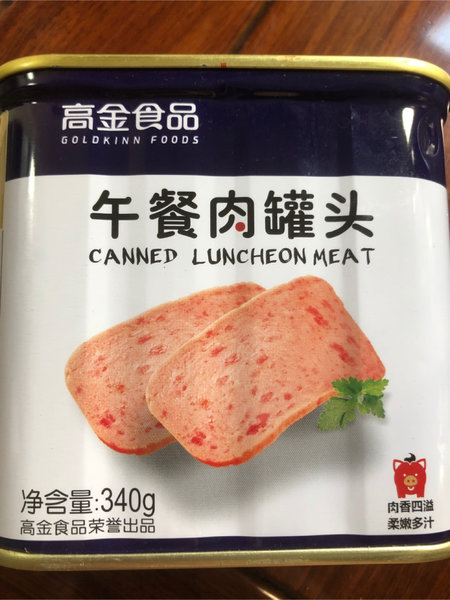 高金食品
GOLDKINN FOODS
午餐肉罐头
CANNED LUNCHEON MEAT
净含量:340g
高金食品荣誉出品
肉香四溢
柔嫩多汁